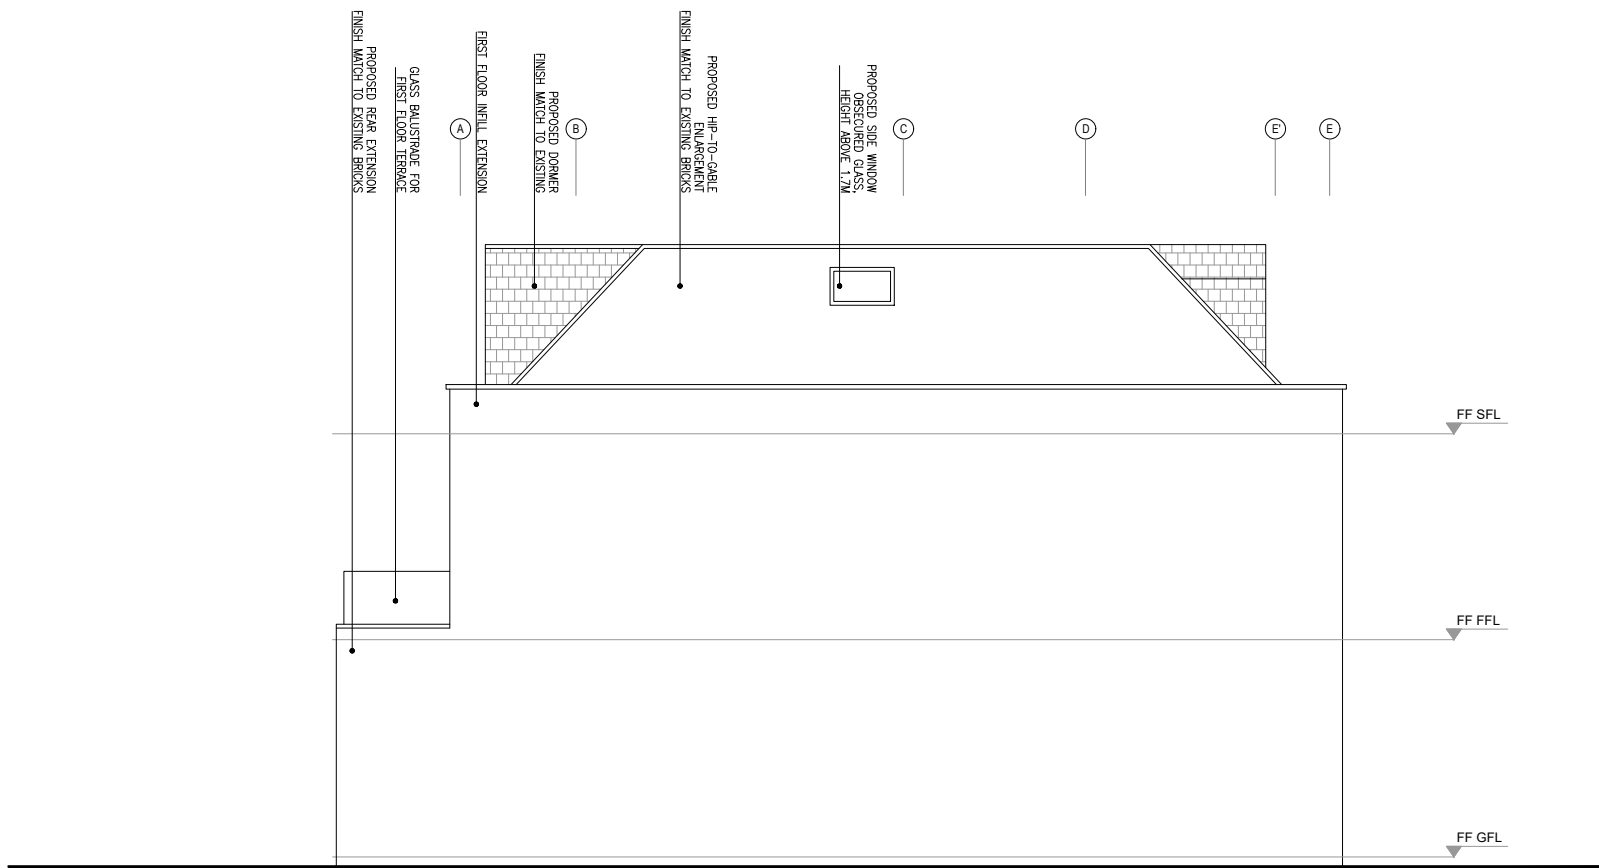 PROPOSED REAR EXTENSION
FINISH MATCH TO EXISTING BRICKS
GLASS BALUSTRADE FOR
FIRST FLOOR TERRACE
A
FIRST FLOOR INFILL EXTENSION
PROPOSED DORMER
FINISH MATCH TO EXISTING
B
PROPOSED HIP-TO-GABLE
ENLARGEMENT
FINISH MATCH TO EXISTING BRICKS
PROPOSED SIDE WINDOW
OBSECURED GLASS,
HEIGHT ABOVE 1.7M
C
D
E'
E
FF SFL
FF FFL
FF GFL